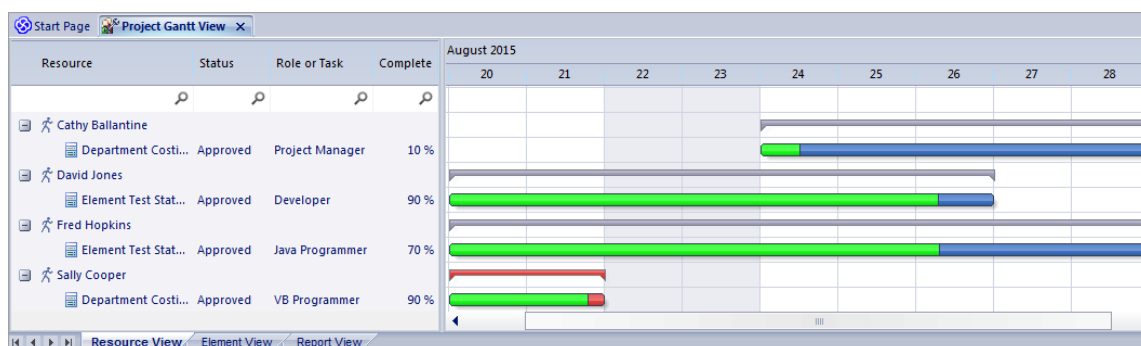 Start Page Project Gantt View X
August 2015
Resource Status Role or Task Complete
20 21 22 23 24 25 26 27 28
Cathy Ballantine
Department Costi... Approved Project Manager 10 %
David Jones
Element Test Stat... Approved Developer 90 %
Fred Hopkins
Element Test Stat... Approved Java Programmer 70 %
Sally Cooper
Department Costi... Approved VB Programmer 90 %
Resource View Element View Report View